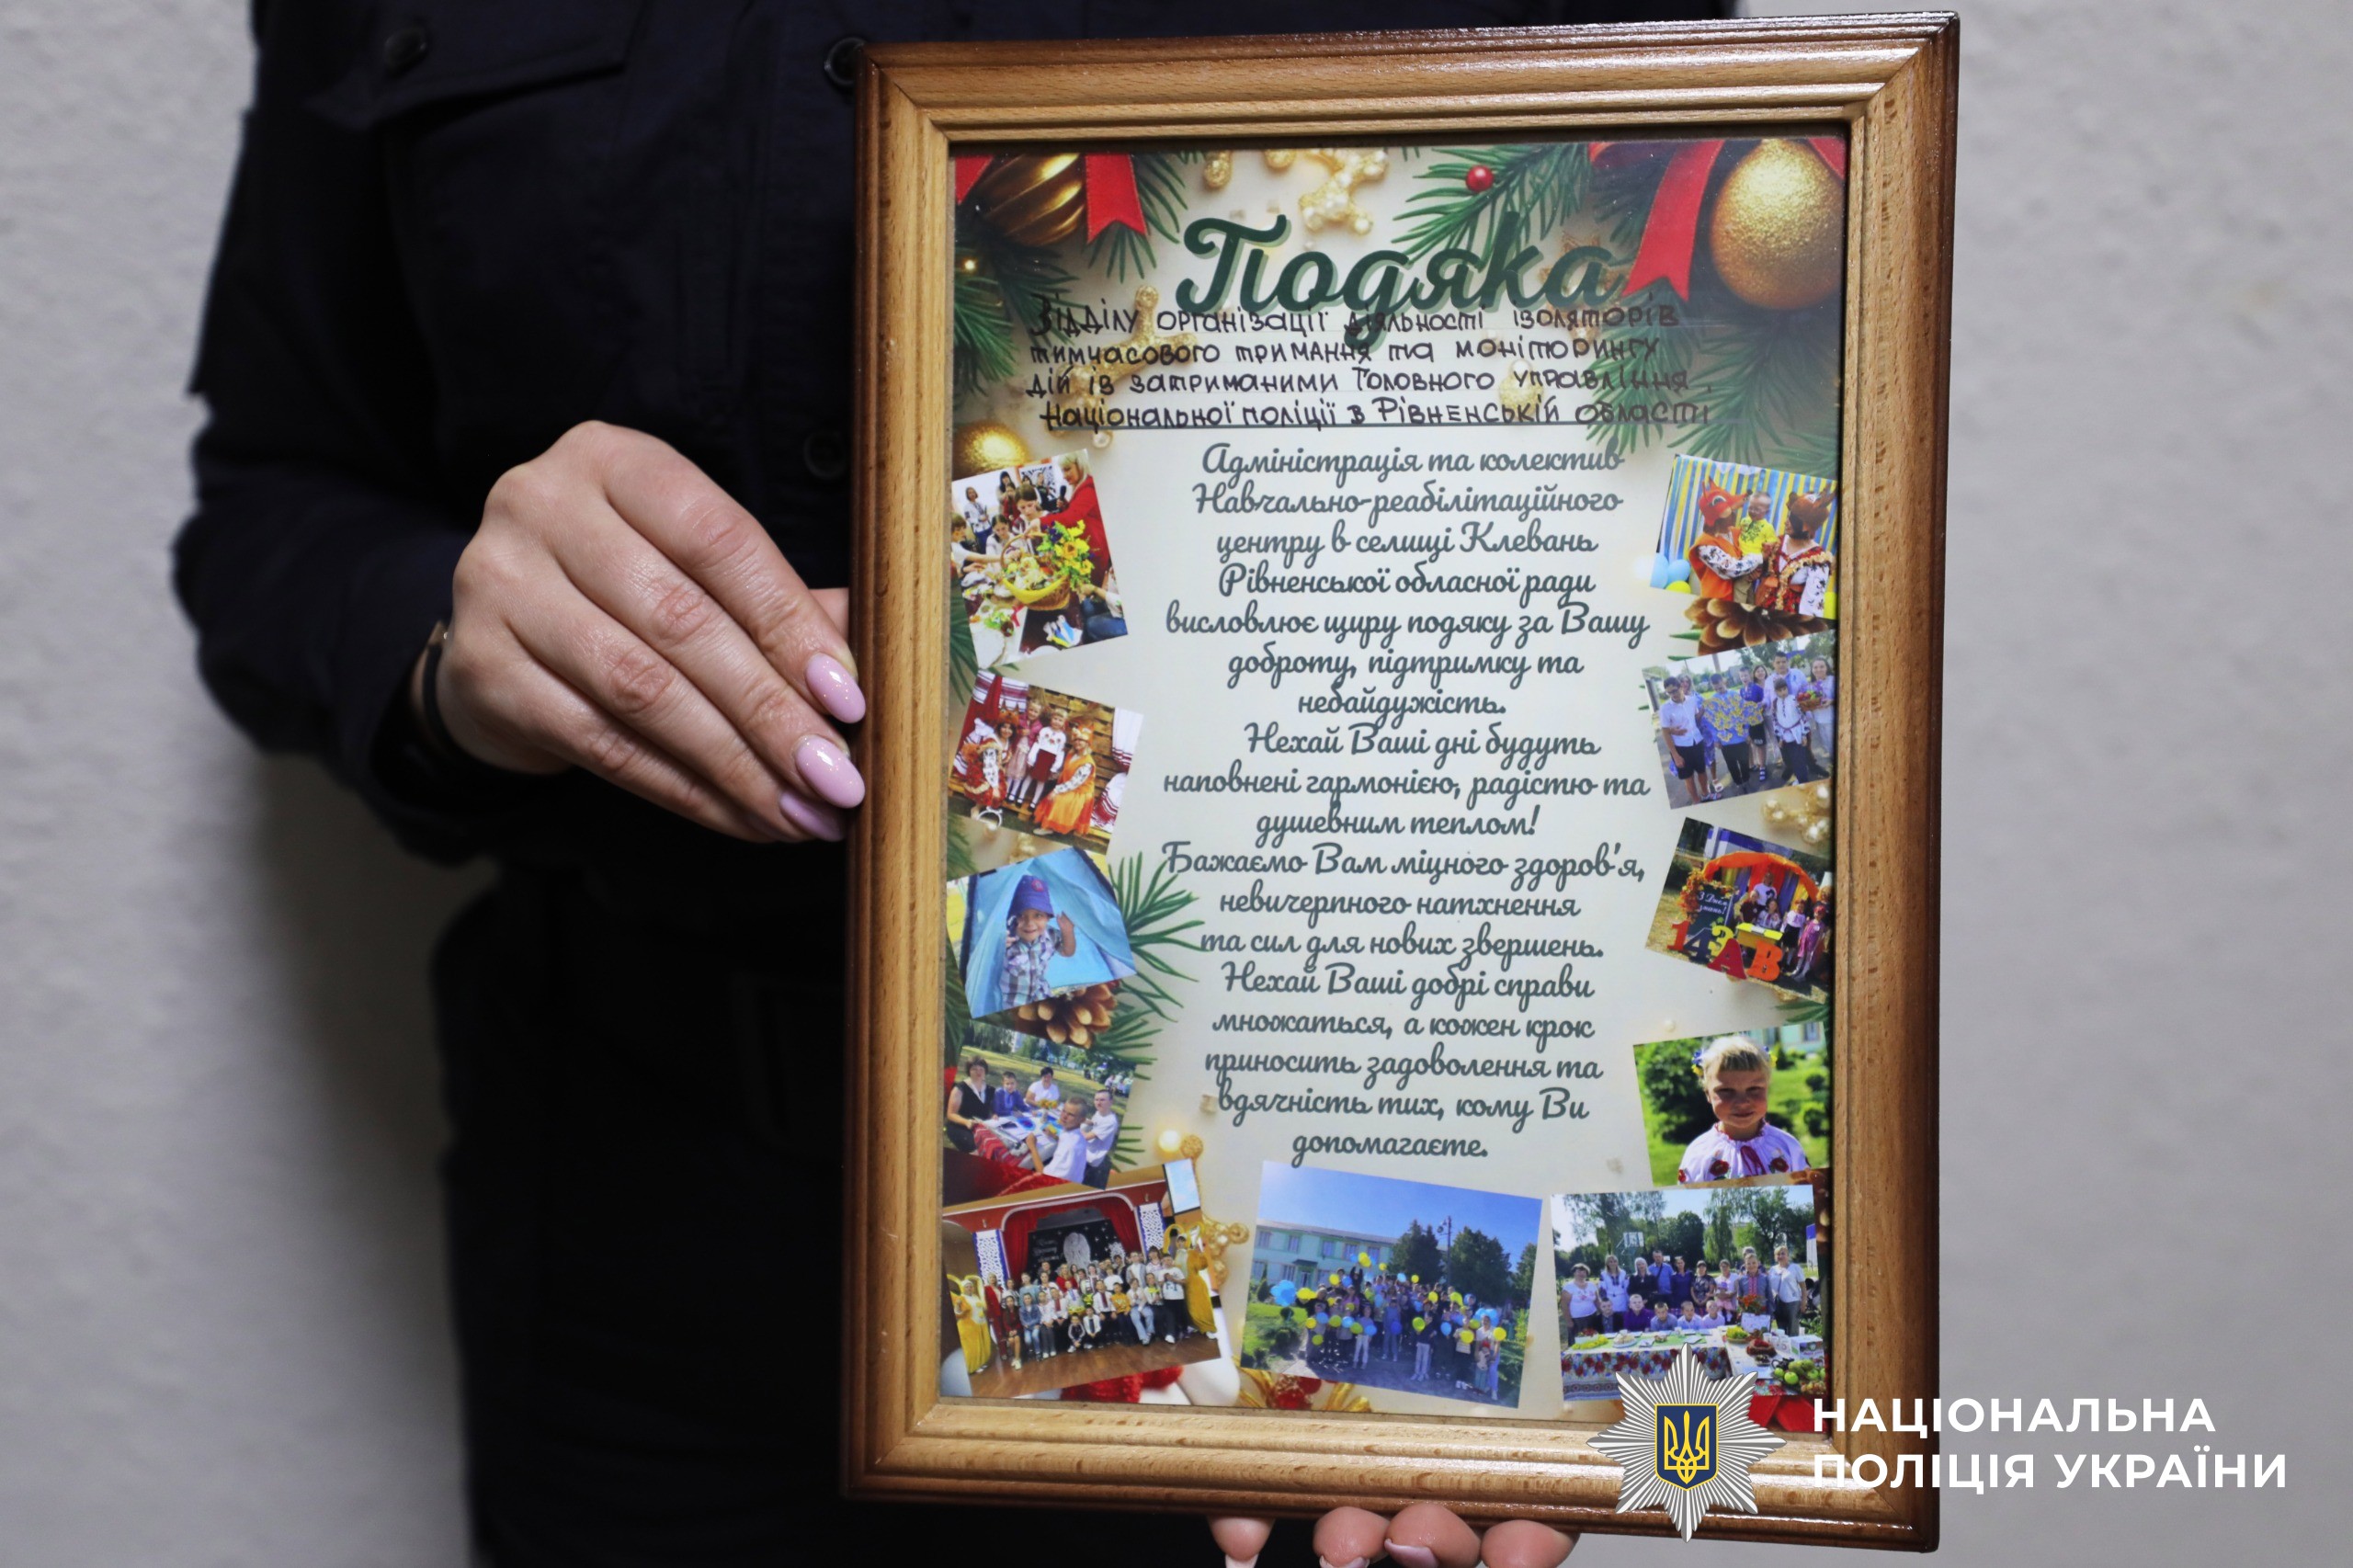 Подяка
Відділу організації діяльності ізоляторів
тимчасового тримання та моніторингу
дій із затриманими Головного управління
Національної поліції в Рівненській області
Адміністрація та колектив
Навчально-реабілітаційного
центру в селищі Клевань
Рівненської обласної ради
висловлює щиру подяку за Вашу
доброту, підтримку та
небайдужість.
Нехай Ваші дні будуть
наповнені гармонією, радістю та
душевним теплом!
Бажаємо Вам міцного здоров'я,
невичерпного натхнення
та сил для нових звершень.
Нехай Ваші добрі справи
множаться, а кожен крок
приносить задоволення та
вдячність тих, кому Ви
допомагаєте.
З Днем
знань!
НАЦІОНАЛЬНА
ПОЛІЦІЯ УКРАЇНИ